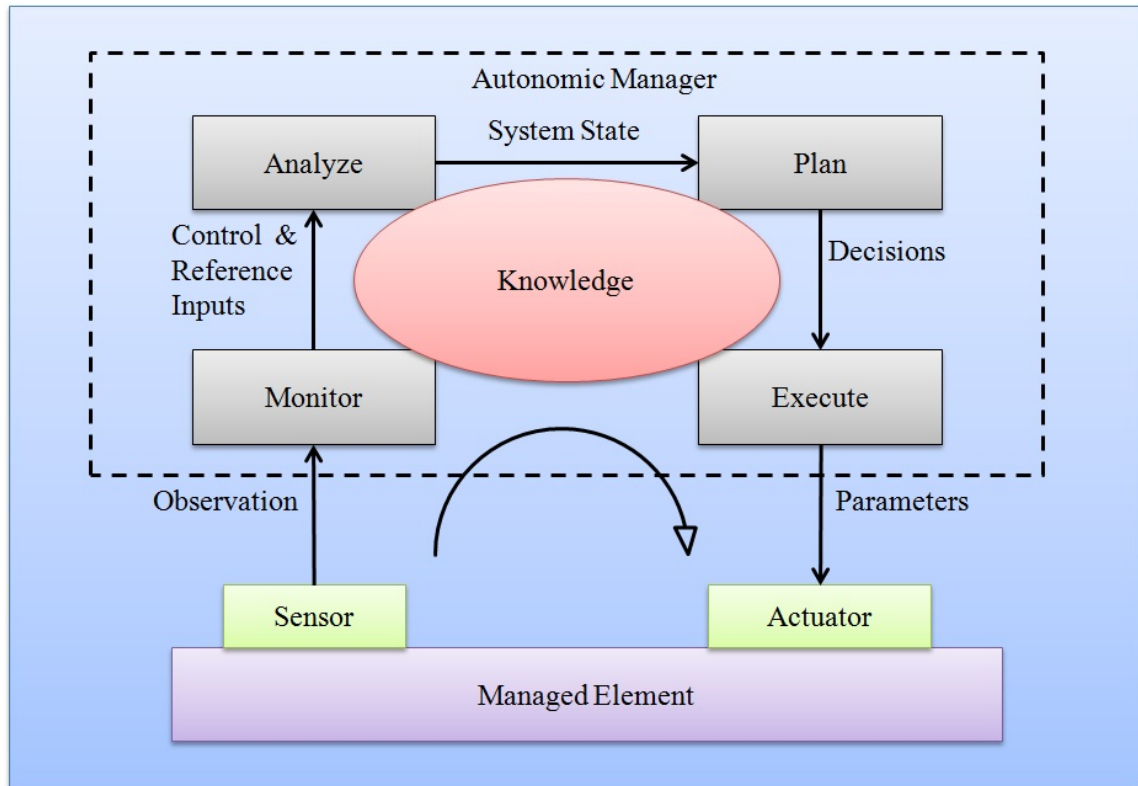 Autonomic Manager
System State
Analyze
Plan
Control &
Reference
Inputs
Decisions
Knowledge
Monitor
Execute
Observation
Parameters
Sensor
Actuator
Managed Element